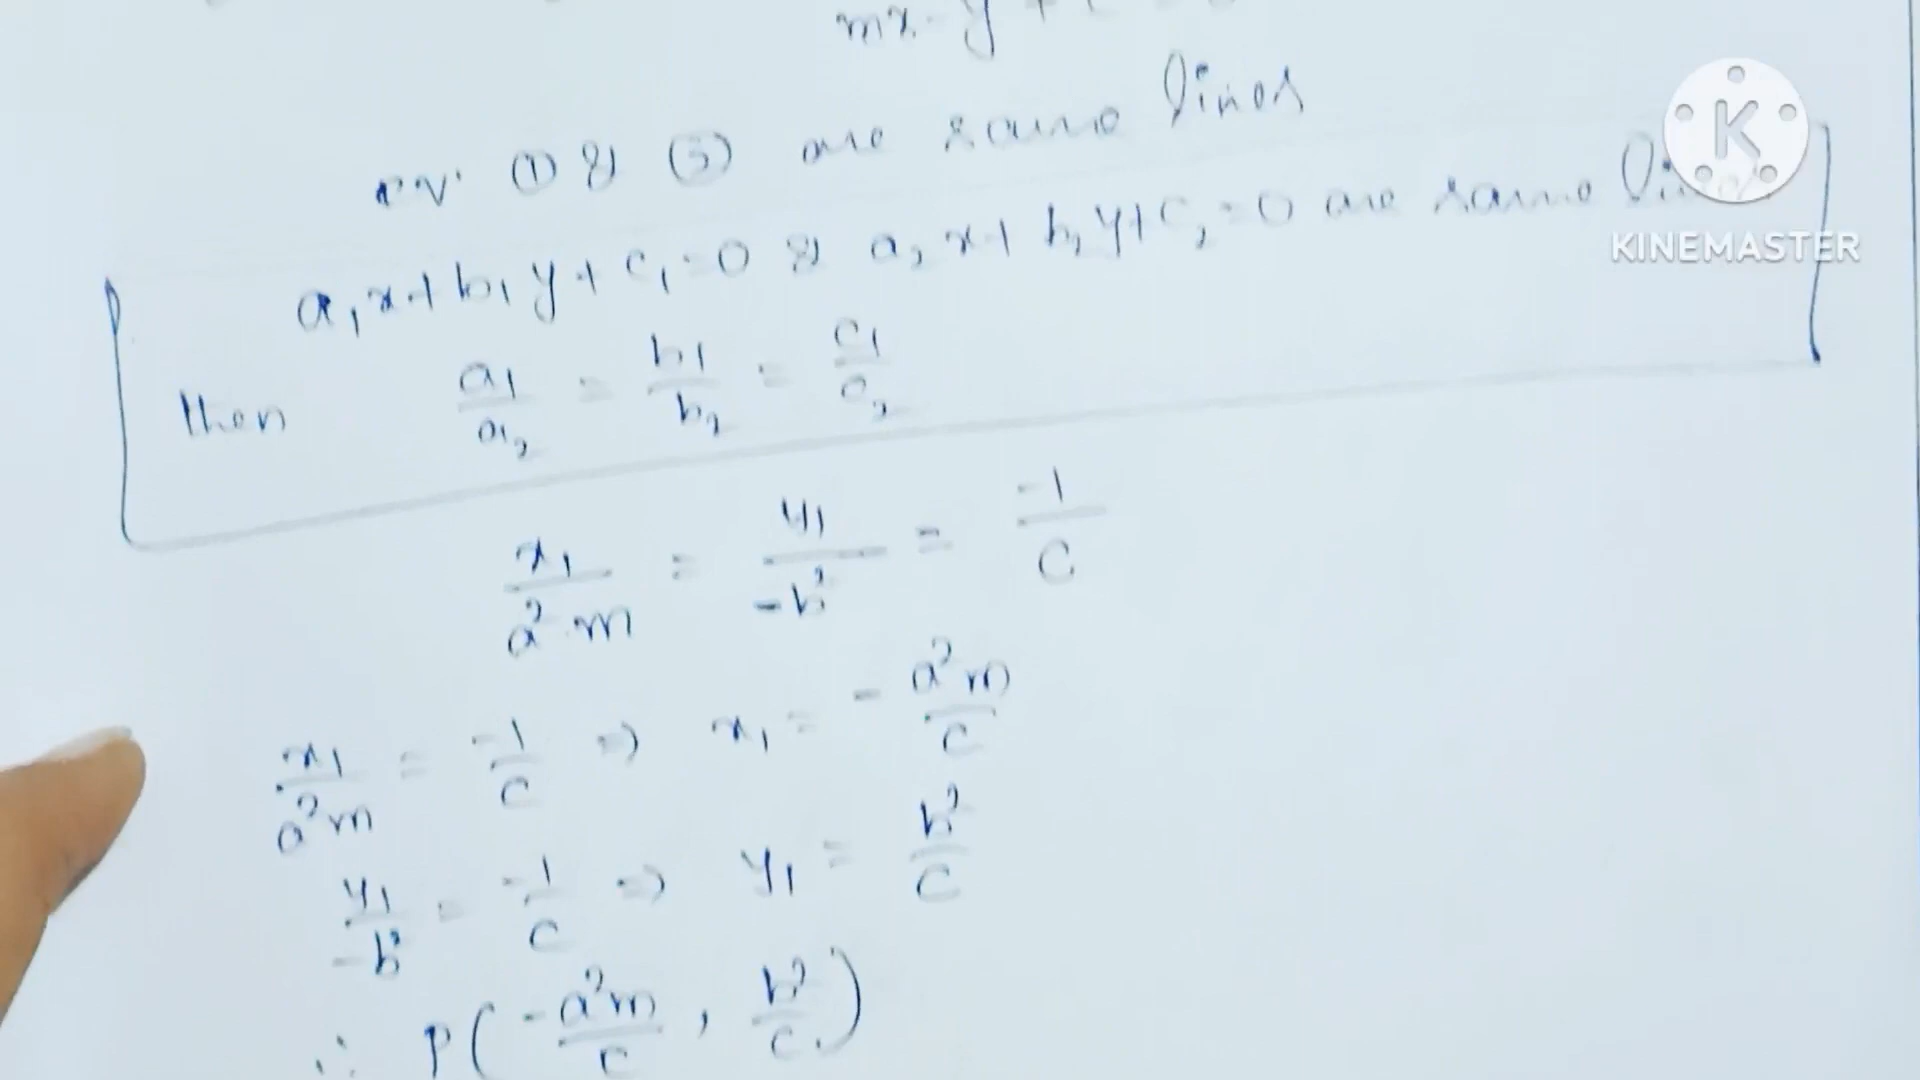 mx - y +
eq. ① & ③ are same lines
a₁x + b₁y + c₁ = 0 & a₂x + b₂y + c₂ = 0 are same lines
then a₁/a₂ = b₁/b₂ = c₁/c₂
x₁/a²m = y₁/-b² = -1/c
x₁/a²m = -1/c ⇒ x₁ = -a²m/c
y₁/-b² = -1/c ⇒ y₁ = b²/c
∴ P(-a²m/c, b²/c)
K
KINEMASTER